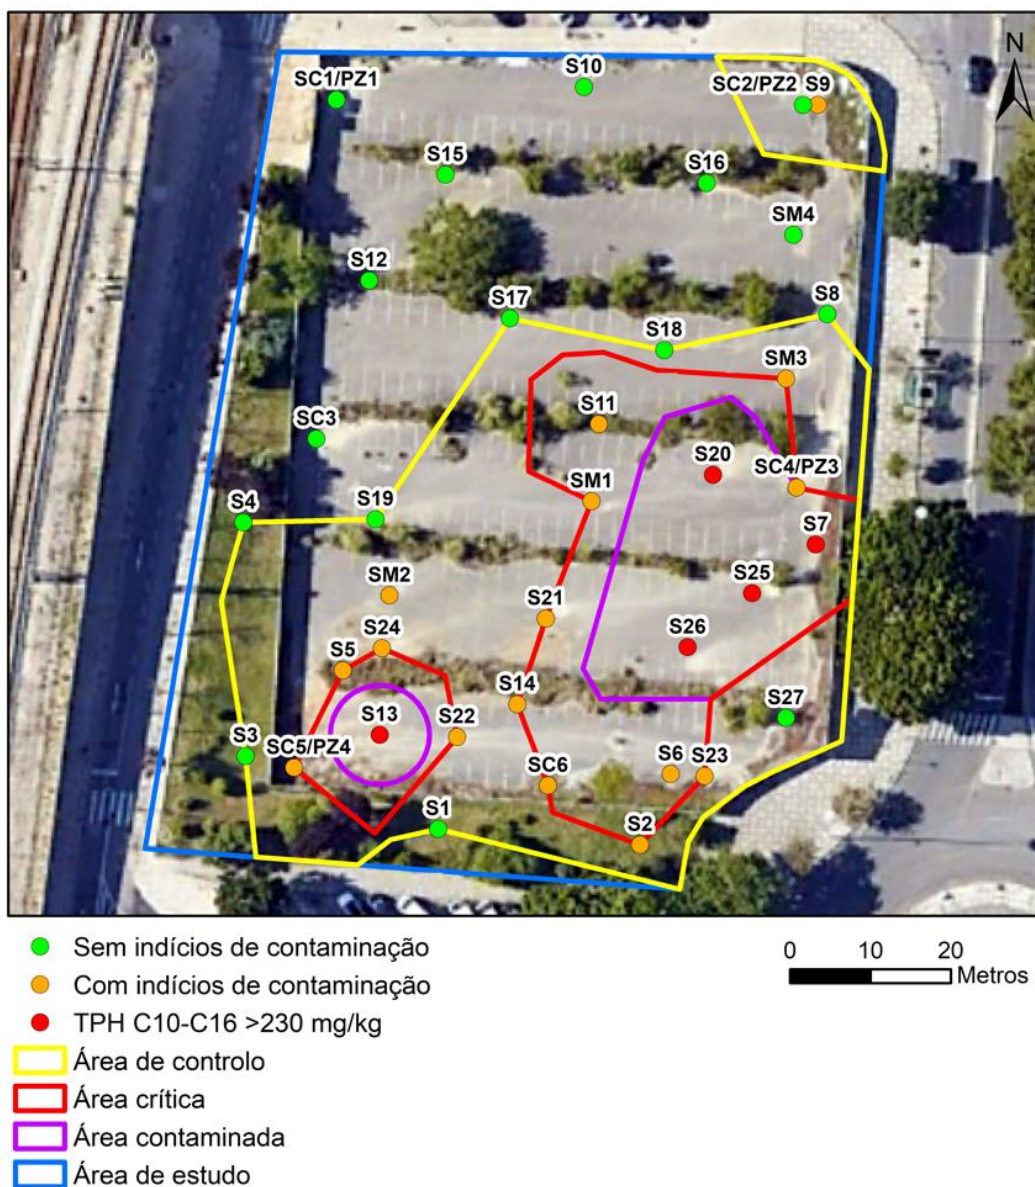 N
SC1/PZ1
S10
SC2/PZ2
S9
S15
S16
SM4
S12
S17
S18
S8
SM3
S11
SC3
S20
SC4/PZ3
SM1
S4
S19
S7
SM2
S25
S21
S24
S26
S5
S14
S27
S13
S22
S3
SC5/PZ4
SC6
S6
S23
S1
S2
Sem indícios de contaminação
Com indícios de contaminação
TPH C10-C16 >230 mg/kg
Área de controlo
Área crítica
Área contaminada
Área de estudo
0 10 20
Metros